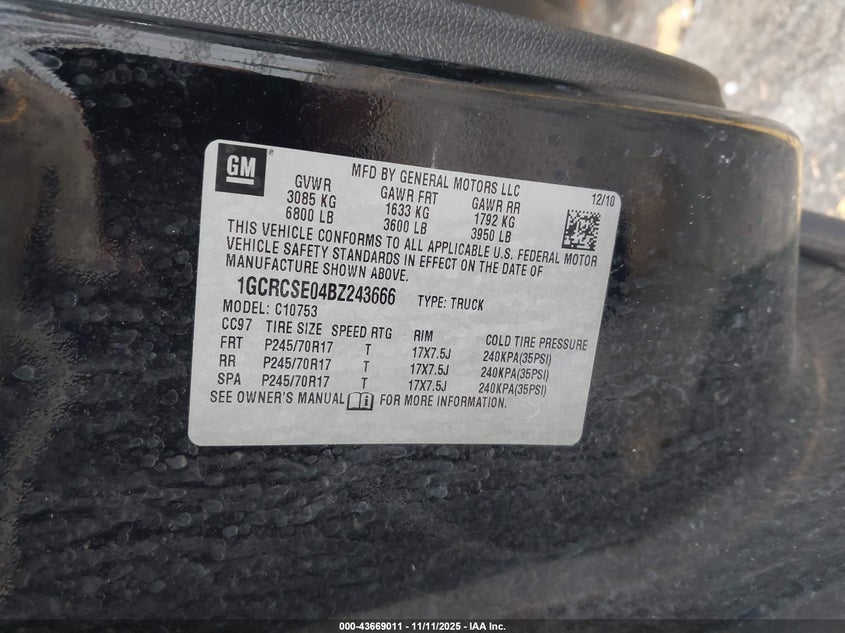 GM
MFD BY GENERAL MOTORS LLC
GVWR GAWR FRT GAWR RR 12/10
3085 KG 1633 KG 1792 KG
6800 LB 3600 LB 3950 LB
THIS VEHICLE CONFORMS TO ALL APPLICABLE U.S. FEDERAL MOTOR
VEHICLE SAFETY STANDARDS IN EFFECT ON THE DATE OF
MANUFACTURE SHOWN ABOVE.
1GCRCSE04BZ243666 TYPE: TRUCK
MODEL: C10753
CC97 TIRE SIZE SPEED RTG RIM COLD TIRE PRESSURE
FRT P245/70R17 T 17X7.5J 240KPA(35PSI)
RR P245/70R17 T 17X7.5J 240KPA(35PSI)
SPA P245/70R17 T 17X7.5J 240KPA(35PSI)
SEE OWNER'S MANUAL FOR MORE INFORMATION.
000-43669011 - 11/11/2025 - IAA Inc.